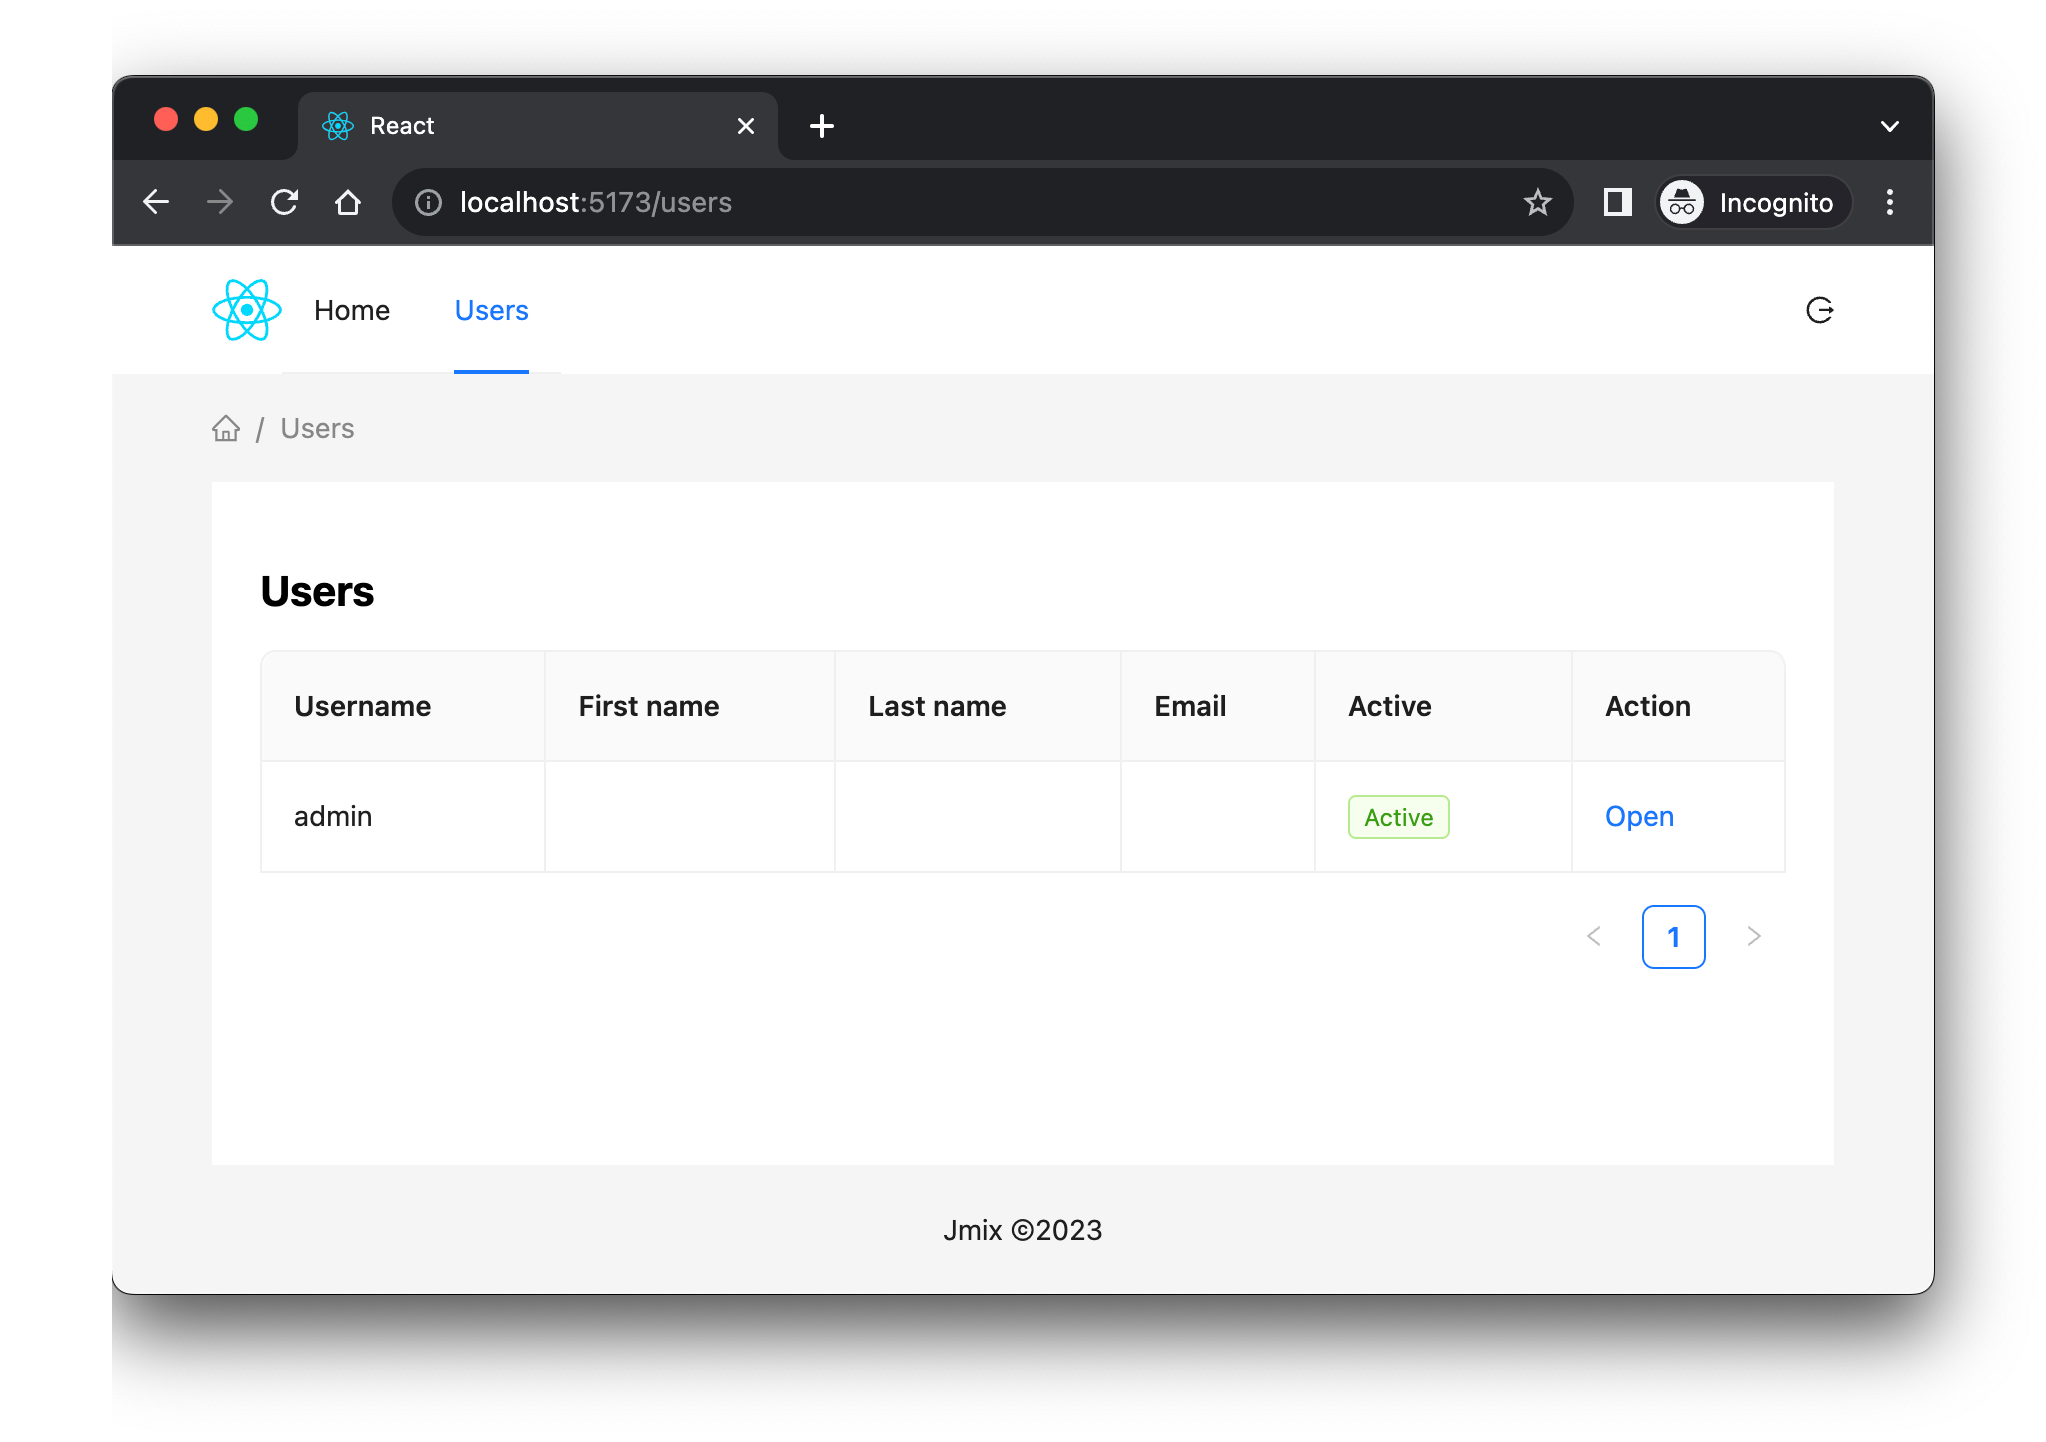 React
localhost:5173/users
Incognito
Home Users
/ Users
Users
Username First name Last name Email Active Action
admin Active Open
< 1 >
Jmix ©2023